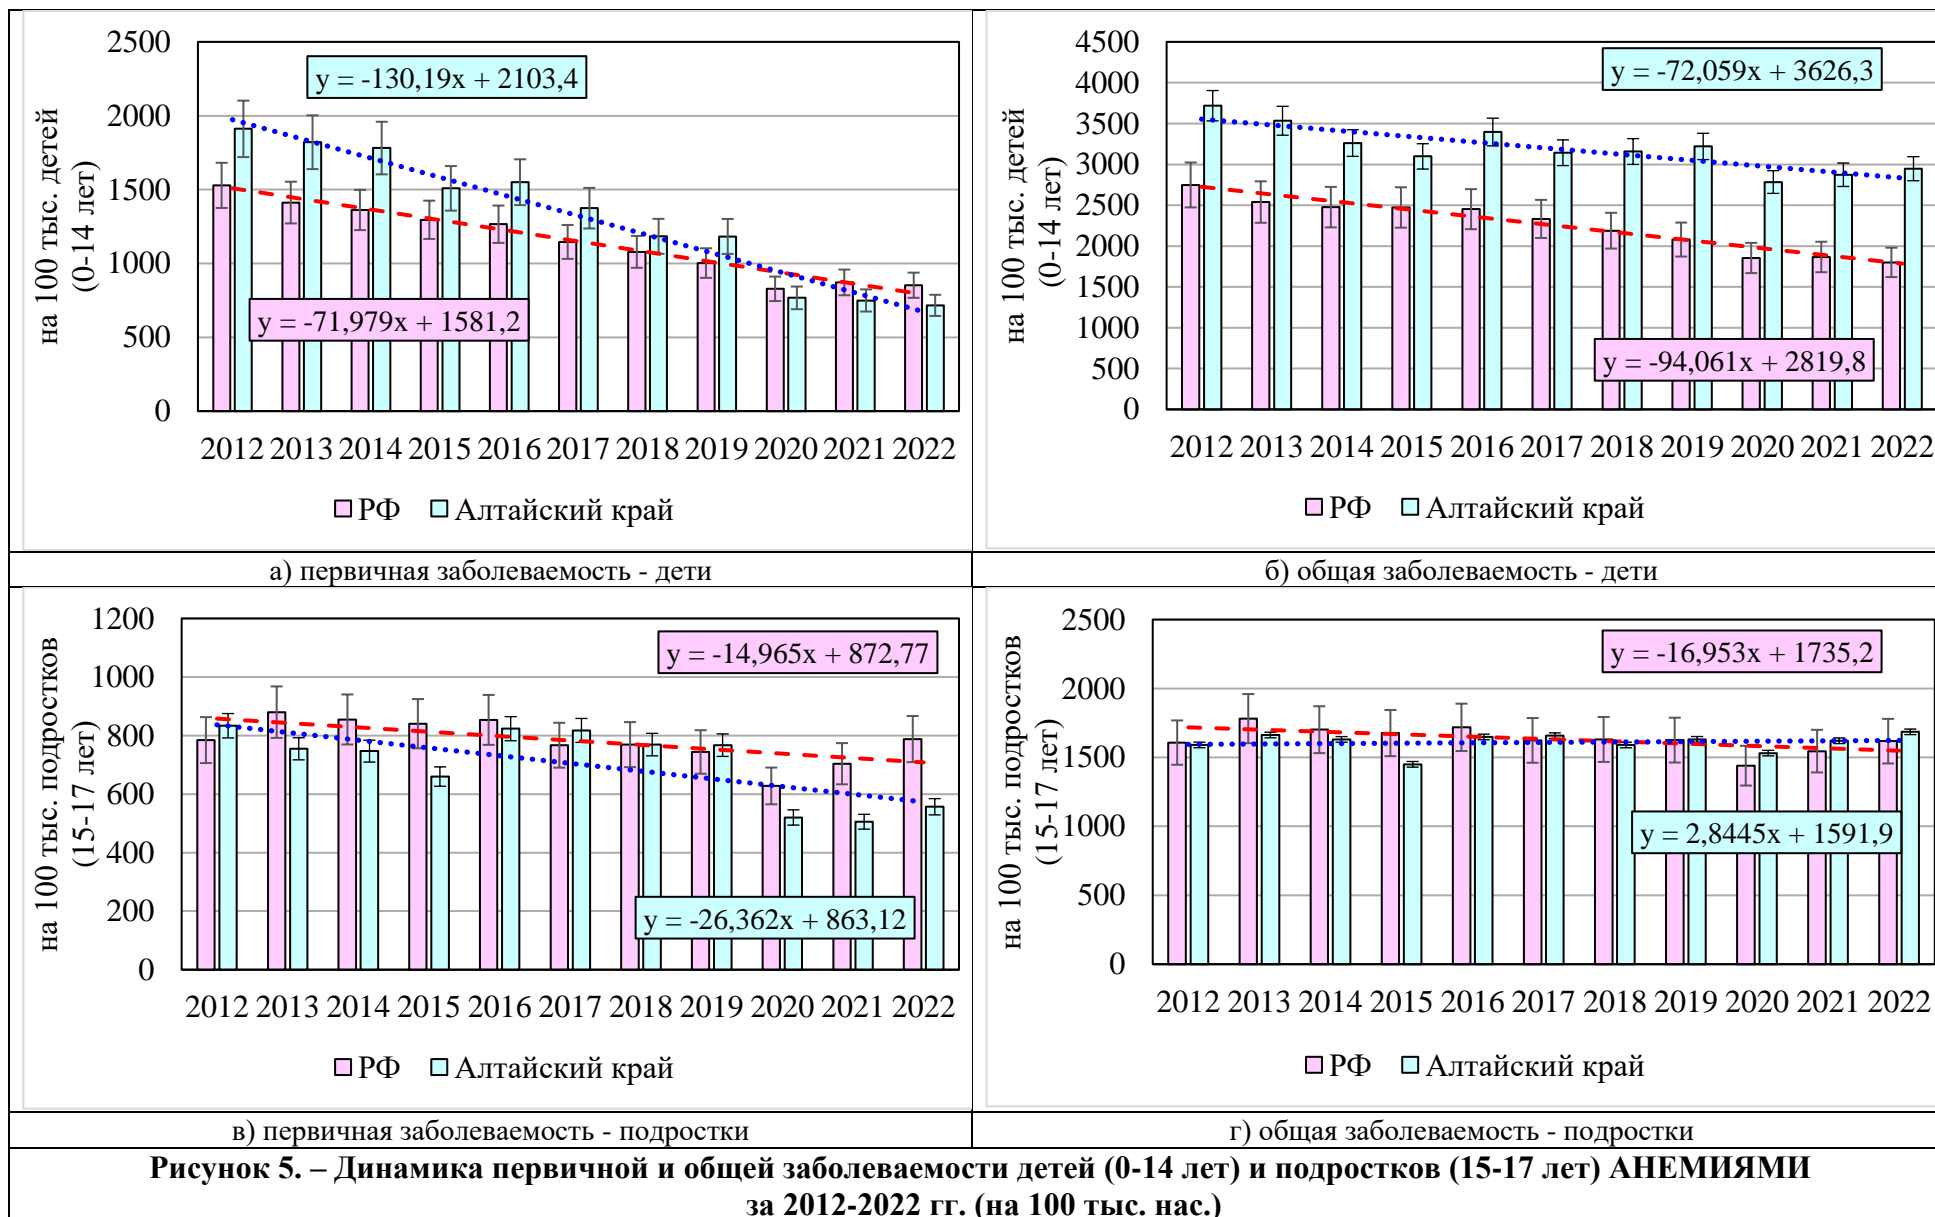 2500
2000
1500
1000
500
0
на 100 тыс. детей
(0-14 лет)
y = -130,19x + 2103,4
y = -71,979x + 1581,2
2012 2013 2014 2015 2016 2017 2018 2019 2020 2021 2022
РФ Алтайский край
4500
4000
3500
3000
2500
2000
1500
1000
500
0
на 100 тыс. детей
(0-14 лет)
y = -72,059x + 3626,3
y = -94,061x + 2819,8
2012 2013 2014 2015 2016 2017 2018 2019 2020 2021 2022
РФ Алтайский край
а) первичная заболеваемость - дети
б) общая заболеваемость - дети
1200
1000
800
600
400
200
0
на 100 тыс. подростков
(15-17 лет)
y = -14,965x + 872,77
y = -26,362x + 863,12
2012 2013 2014 2015 2016 2017 2018 2019 2020 2021 2022
РФ Алтайский край
2500
2000
1500
1000
500
0
на 100 тыс. подростков
(15-17 лет)
y = -16,953x + 1735,2
y = 2,8445x + 1591,9
2012 2013 2014 2015 2016 2017 2018 2019 2020 2021 2022
РФ Алтайский край
в) первичная заболеваемость - подростки
г) общая заболеваемость - подростки
Рисунок 5. – Динамика первичной и общей заболеваемости детей (0-14 лет) и подростков (15-17 лет) АНЕМИЯМИ
за 2012-2022 гг. (на 100 тыс. нас.)